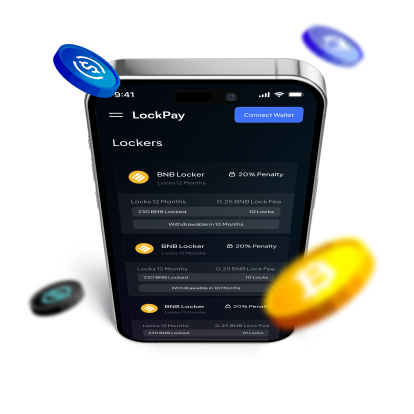 9:41
LockPay
Connect Wallet
Lockers
BNB Locker
20% Penalty
Locks 12 Months
Locks 12 Months
0.25 BNB Lock Fee
230 BNB Locked
10 Locks
Withdrawable in 10 Months
BNB Locker
20% Penalty
Locks 12 Months
Locks 12 Months
0.25 BNB Lock Fee
230 BNB Locked
10 Locks
Withdrawable in 10 Months
BNB Locker
20% Penalty
Locks 12 Months
Locks 12 Months
0.25 BNB Lock Fee
230 BNB Locked
10 Locks